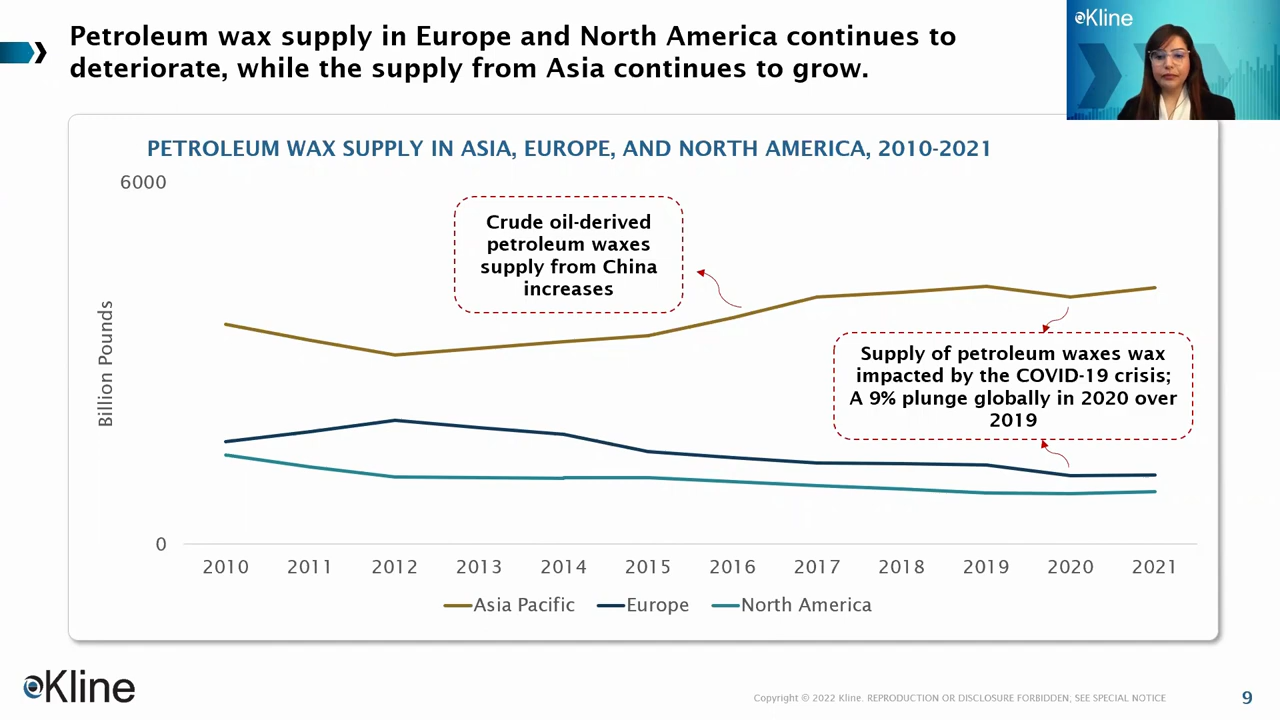 Petroleum wax supply in Europe and North America continues to
deteriorate, while the supply from Asia continues to grow.
Kline
PETROLEUM WAX SUPPLY IN ASIA, EUROPE, AND NORTH AMERICA, 2010-2021
6000
Crude oil-derived
petroleum waxes
supply from China
increases
Billion Pounds
Supply of petroleum waxes wax
impacted by the COVID-19 crisis;
A 9% plunge globally in 2020 over
2019
0
2010 2011 2012 2013 2014 2015 2016 2017 2018 2019 2020 2021
Asia Pacific Europe North America
Kline
Copyright © 2022 Kline. REPRODUCTION OR DISCLOSURE FORBIDDEN; SEE SPECIAL NOTICE
9